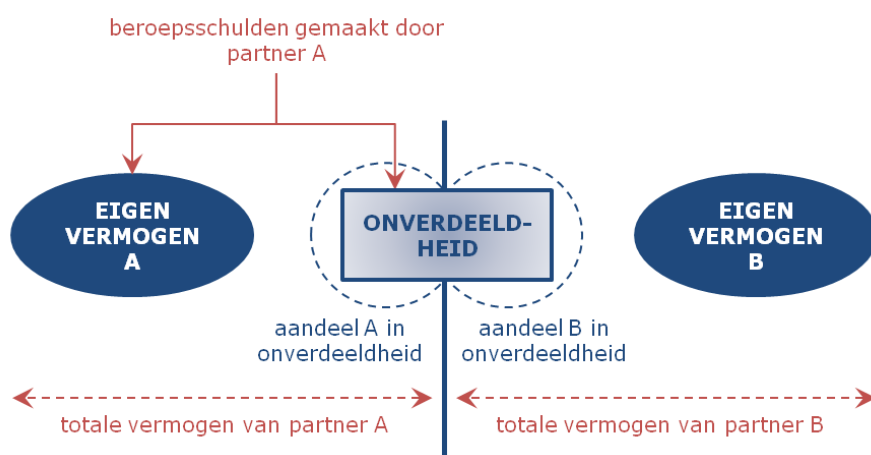 beroepsschulden gemaakt door
partner A
EIGEN
VERMOGEN
A
ONVERDEELD-
HEID
EIGEN
VERMOGEN
B
aandeel A in
onverdeeldheid
aandeel B in
onverdeeldheid
totale vermogen van partner A
totale vermogen van partner B